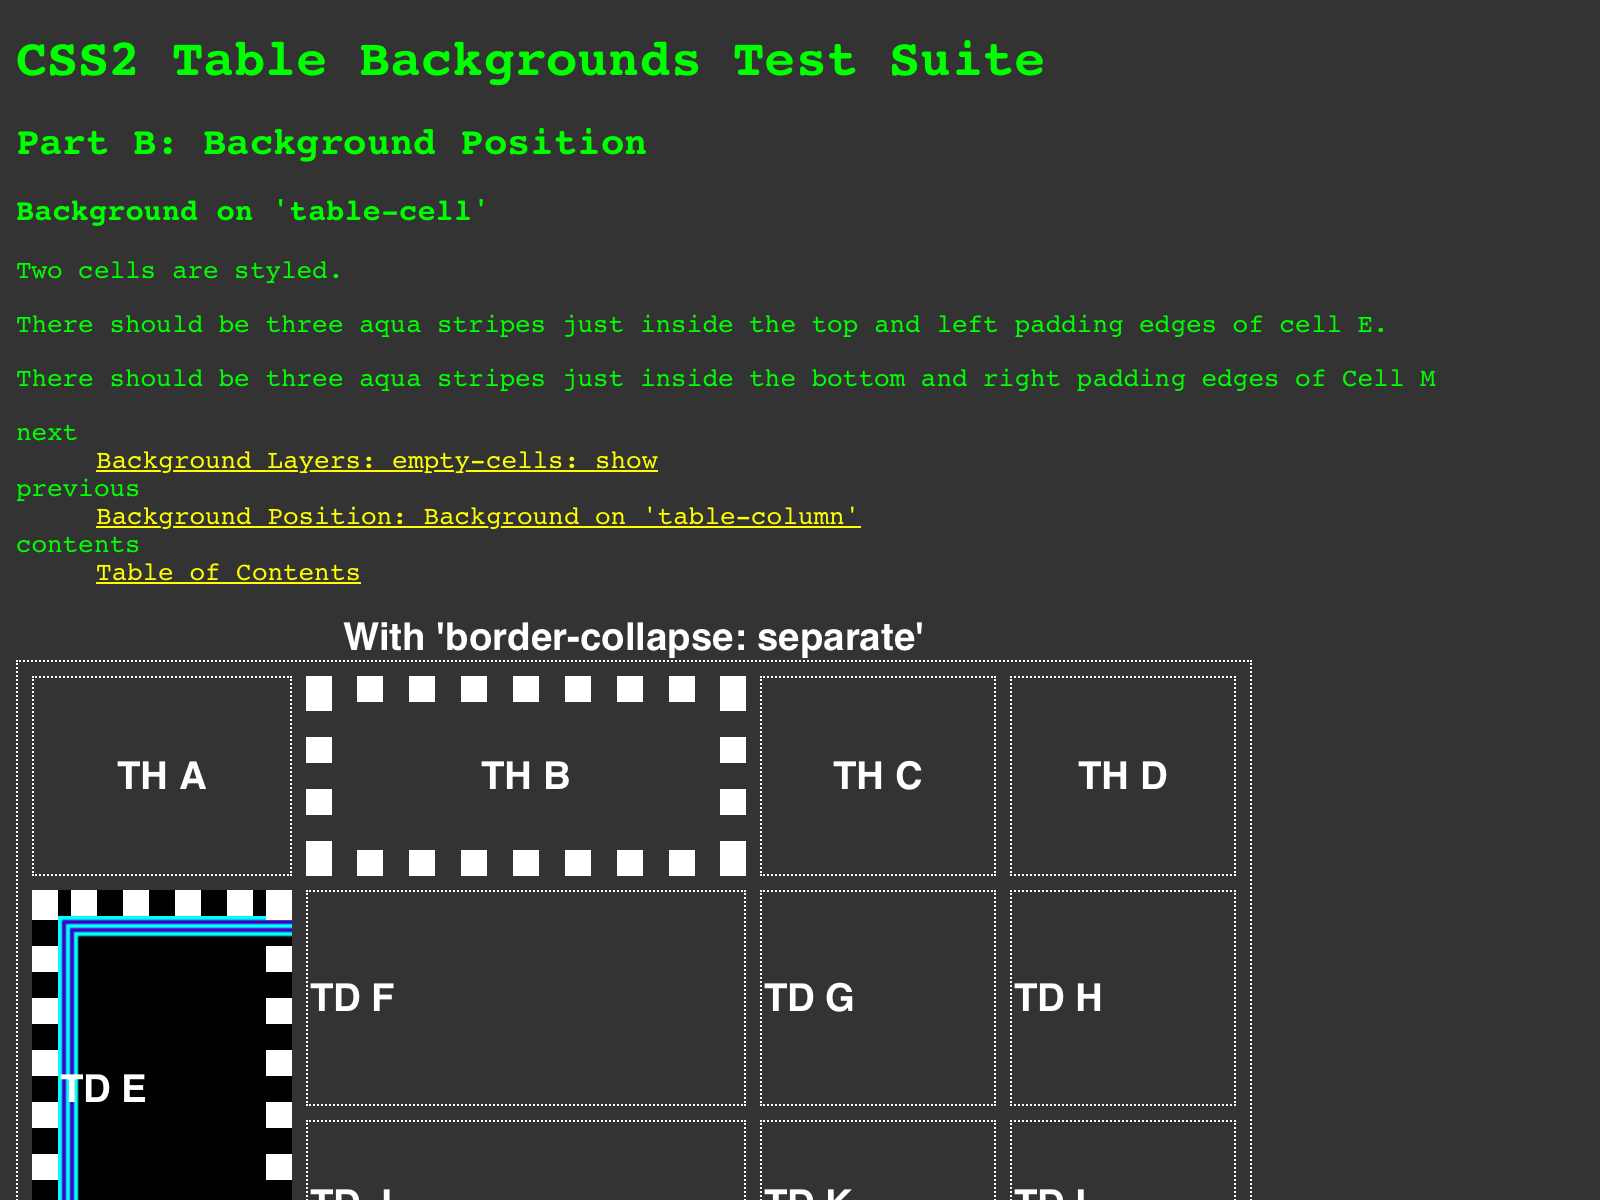 CSS2 Table Backgrounds Test Suite
Part B: Background Position
Background on 'table-cell'
Two cells are styled.
There should be three aqua stripes just inside the top and left padding edges of cell E.
There should be three aqua stripes just inside the bottom and right padding edges of Cell M
next
Background Layers: empty-cells: show
previous
Background Position: Background on 'table-column'
contents
Table of Contents
With 'border-collapse: separate'
TH A
TH B
TH C
TH D
TD E
TD F
TD G
TD H
TD
TD K
TD